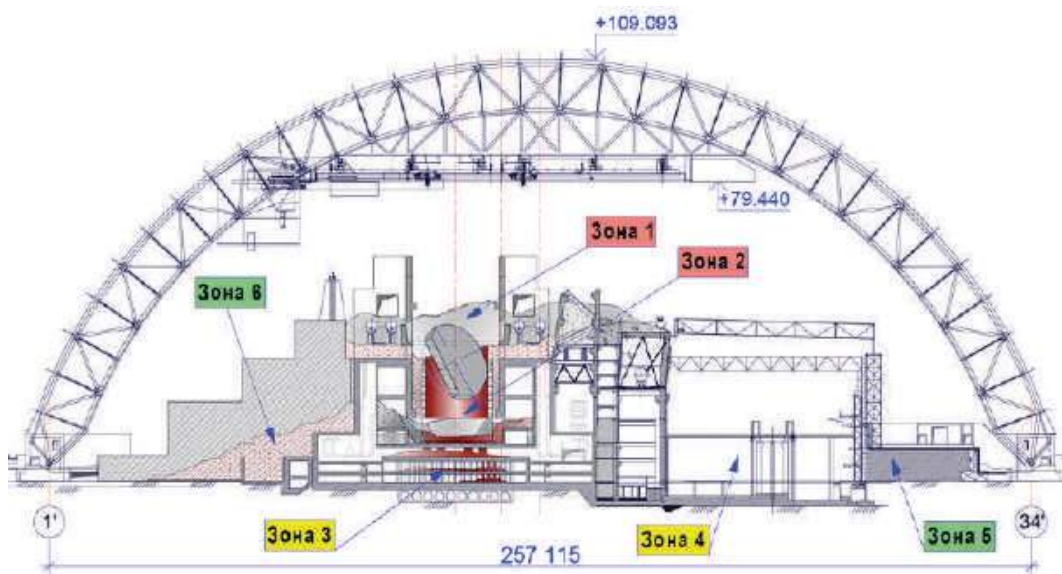 +109.093
+79.440
Зона 1
Зона 2
Зона 6
Зона 3
Зона 4
Зона 5
1'
34'
257 115